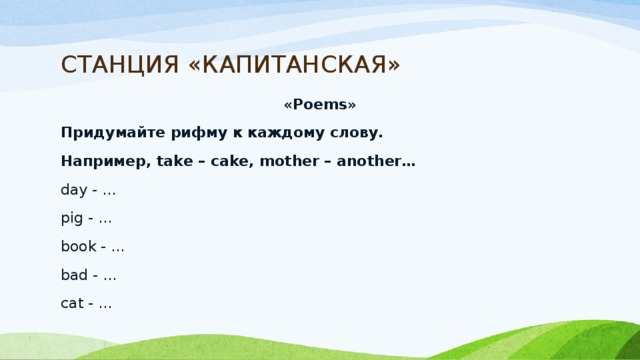 СТАНЦИЯ «КАПИТАНСКАЯ»
«Poems»
Придумайте рифму к каждому слову.
Например, take – cake, mother – another…
day - …
pig - …
book - …
bad - …
cat - …